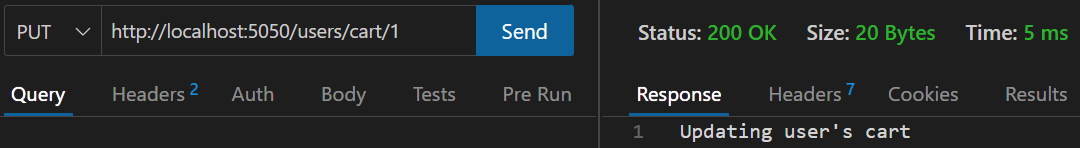 PUT http://localhost:5050/users/cart/1 Send
Query Headers 2 Auth Body Tests Pre Run
Status: 200 OK Size: 20 Bytes Time: 5 ms
Response Headers 7 Cookies Results
1 Updating user's cart